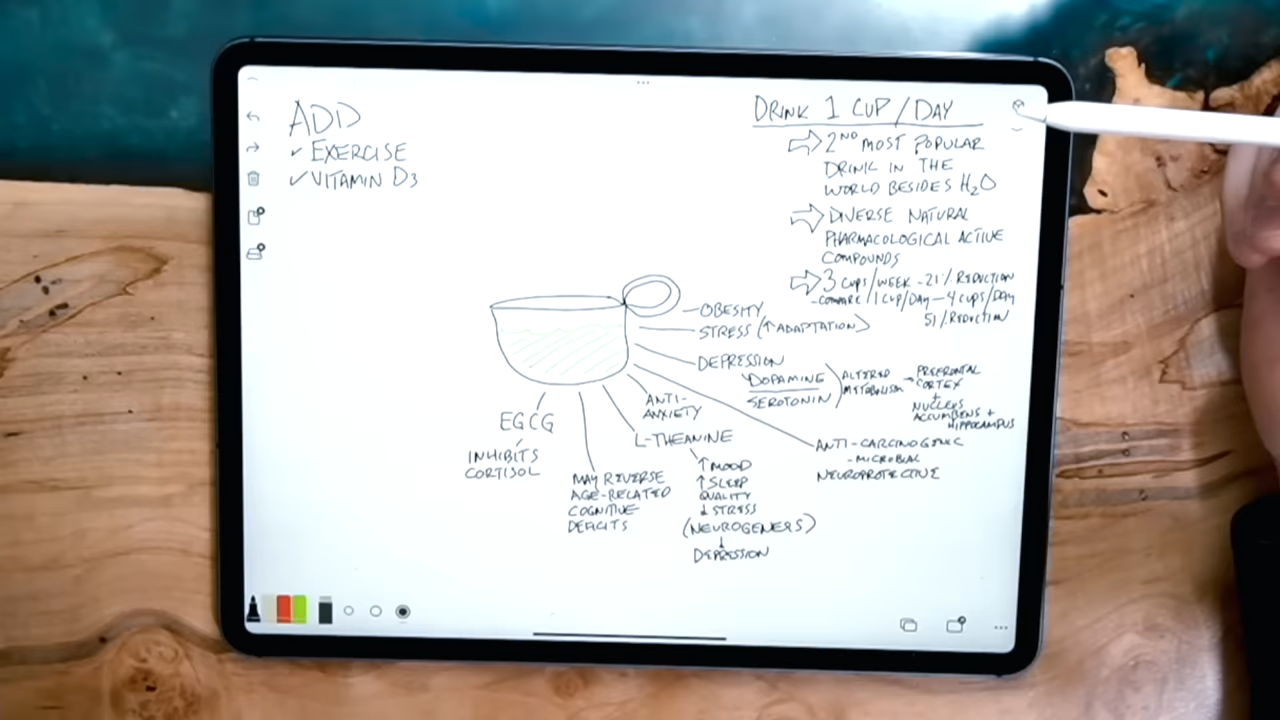 ADD
✓ EXERCISE
✓ VITAMIN D3
DRINK 1 CUP/DAY
⇨ 2ND MOST POPULAR
DRINK IN THE
WORLD BESIDES H2O
⇨ DIVERSE NATURAL
PHARMACOLOGICAL ACTIVE
COMPOUNDS
⇨ 3 CUPS/WEEK - 21% REDUCTION
-COMPARE 1 CUP/DAY - 4 CUPS/DAY
51% REDUCTION
- OBESITY
STRESS (↑ ADAPTATION)
DEPRESSION
DOPAMINE
SEROTONIN
ALTERED
METABOLISM →
PREFRONTAL
CORTEX
+
NUCLEUS
ACCUMBENS +
HIPPOCAMPUS
ANTI-CARCINOGENIC
-MICROBIAL
NEUROPROTECTIVE
ANTI-
ANXIETY
L-THEANINE
↑ MOOD
↑ SLEEP
QUALITY
↓ STRESS
(NEUROGENERS)
↓
DEPRESSION
MAY REVERSE
AGE-RELATED
COGNITIVE
DEFICITS
EGCG
INHIBITS
CORTISOL